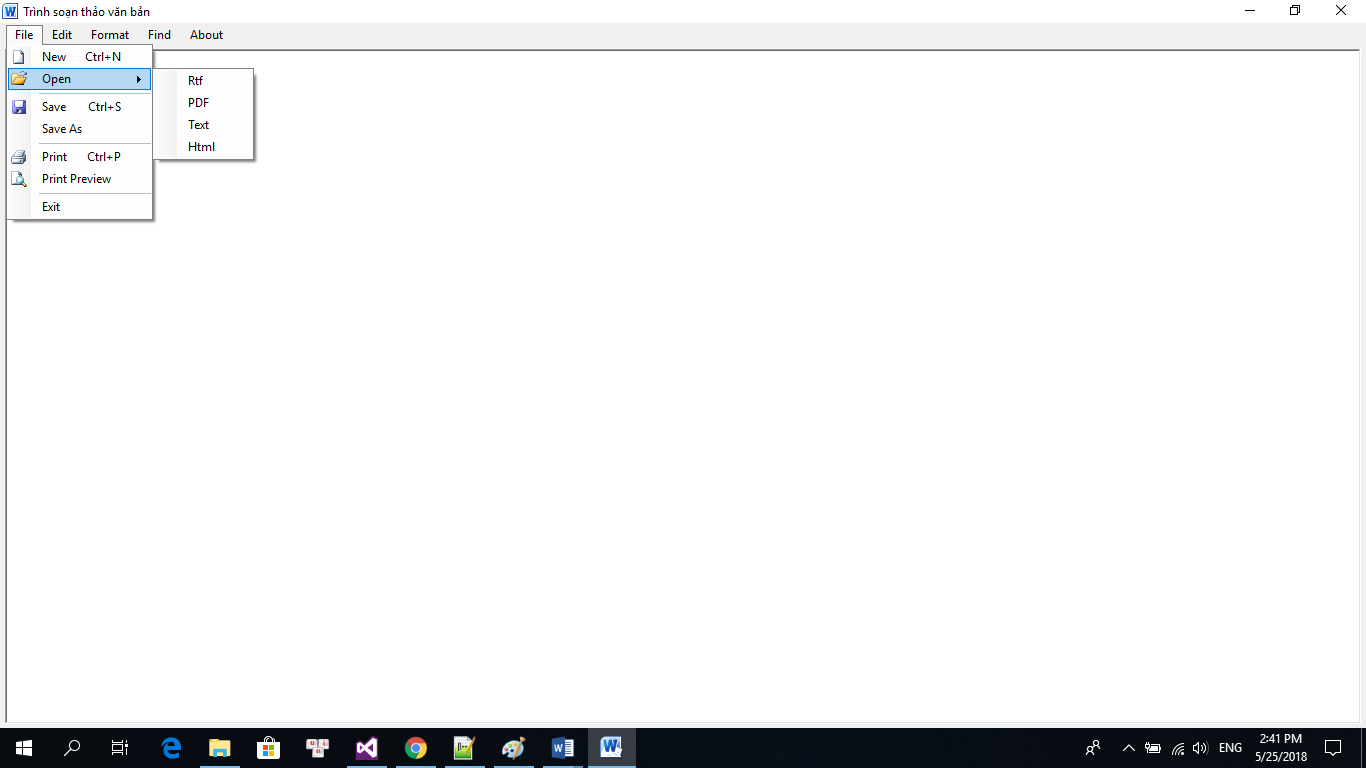 Trình soạn thảo văn bản
File Edit Format Find About
New Ctrl+N
Open
Rtf
PDF
Text
Html
Save Ctrl+S
Save As
Print Ctrl+P
Print Preview
Exit
ENG
2:41 PM
5/25/2018